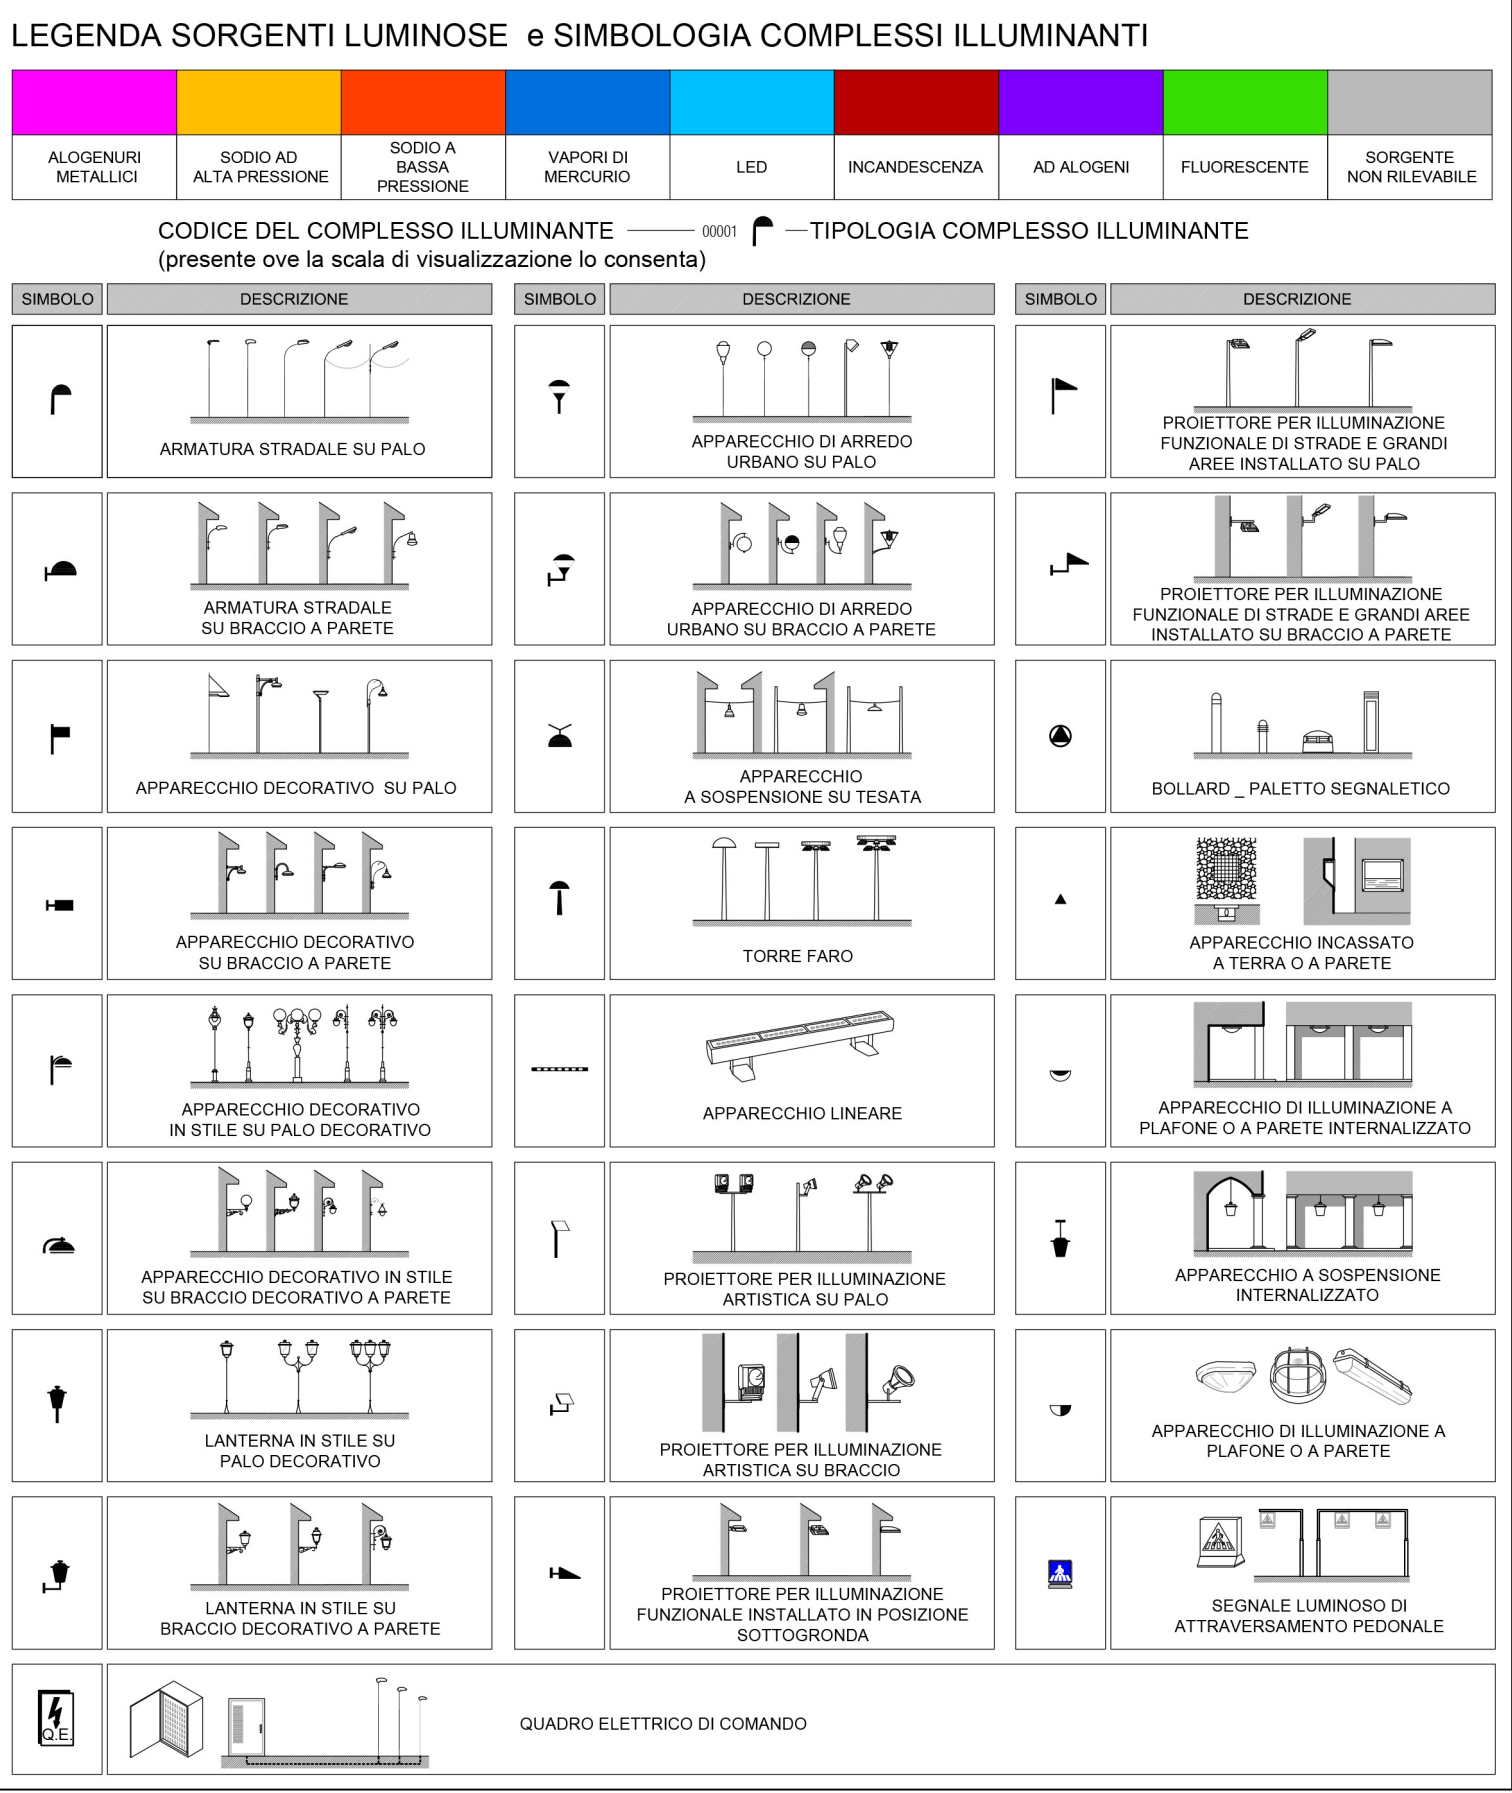 LEGENDA SORGENTI LUMINOSE e SIMBOLOGIA COMPLESSI ILLUMINANTI
ALOGENURI
METALLICI
SODIO AD
ALTA PRESSIONE
SODIO A
BASSA
PRESSIONE
VAPORI DI
MERCURIO
LED
INCANDESCENZA
AD ALOGENI
FLUORESCENTE
SORGENTE
NON RILEVABILE
CODICE DEL COMPLESSO ILLUMINANTE 00001 TIPOLOGIA COMPLESSO ILLUMINANTE
(presente ove la scala di visualizzazione lo consenta)
SIMBOLO DESCRIZIONE SIMBOLO DESCRIZIONE SIMBOLO DESCRIZIONE
ARMATURA STRADALE SU PALO
APPARECCHIO DI ARREDO
URBANO SU PALO
PROIETTORE PER ILLUMINAZIONE
FUNZIONALE DI STRADE E GRANDI
AREE INSTALLATO SU PALO
ARMATURA STRADALE
SU BRACCIO A PARETE
APPARECCHIO DI ARREDO
URBANO SU BRACCIO A PARETE
PROIETTORE PER ILLUMINAZIONE
FUNZIONALE DI STRADE E GRANDI AREE
INSTALLATO SU BRACCIO A PARETE
APPARECCHIO DECORATIVO SU PALO
APPARECCHIO
A SOSPENSIONE SU TESATA
BOLLARD _ PALETTO SEGNALETICO
APPARECCHIO DECORATIVO
SU BRACCIO A PARETE
TORRE FARO
APPARECCHIO INCASSATO
A TERRA O A PARETE
APPARECCHIO DECORATIVO
IN STILE SU PALO DECORATIVO
APPARECCHIO LINEARE
APPARECCHIO DI ILLUMINAZIONE A
PLAFONE O A PARETE INTERNALIZZATO
APPARECCHIO DECORATIVO IN STILE
SU BRACCIO DECORATIVO A PARETE
PROIETTORE PER ILLUMINAZIONE
ARTISTICA SU PALO
APPARECCHIO A SOSPENSIONE
INTERNALIZZATO
LANTERNA IN STILE SU
PALO DECORATIVO
PROIETTORE PER ILLUMINAZIONE
ARTISTICA SU BRACCIO
APPARECCHIO DI ILLUMINAZIONE A
PLAFONE O A PARETE
LANTERNA IN STILE SU
BRACCIO DECORATIVO A PARETE
PROIETTORE PER ILLUMINAZIONE
FUNZIONALE INSTALLATO IN POSIZIONE
SOTTOGRONDA
SEGNALE LUMINOSO DI
ATTRAVERSAMENTO PEDONALE
Q.E.
QUADRO ELETTRICO DI COMANDO